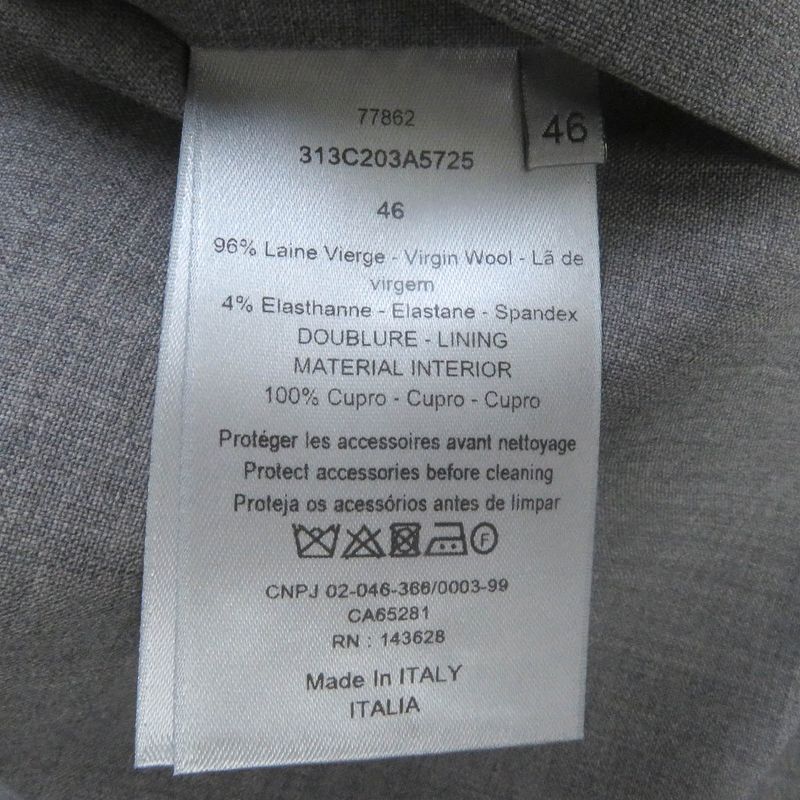 77862
46
313C203A5725
46
96% Laine Vierge - Virgin Wool - Lã de
virgem
4% Elasthanne - Elastane - Spandex
DOUBLURE - LINING
MATERIAL INTERIOR
100% Cupro - Cupro - Cupro
Protéger les accessoires avant nettoyage
Protect accessories before cleaning
Proteja os acessórios antes de limpar
F
CNPJ 02-046-366/0003-99
CA65281
RN : 143628
Made In ITALY
ITALIA